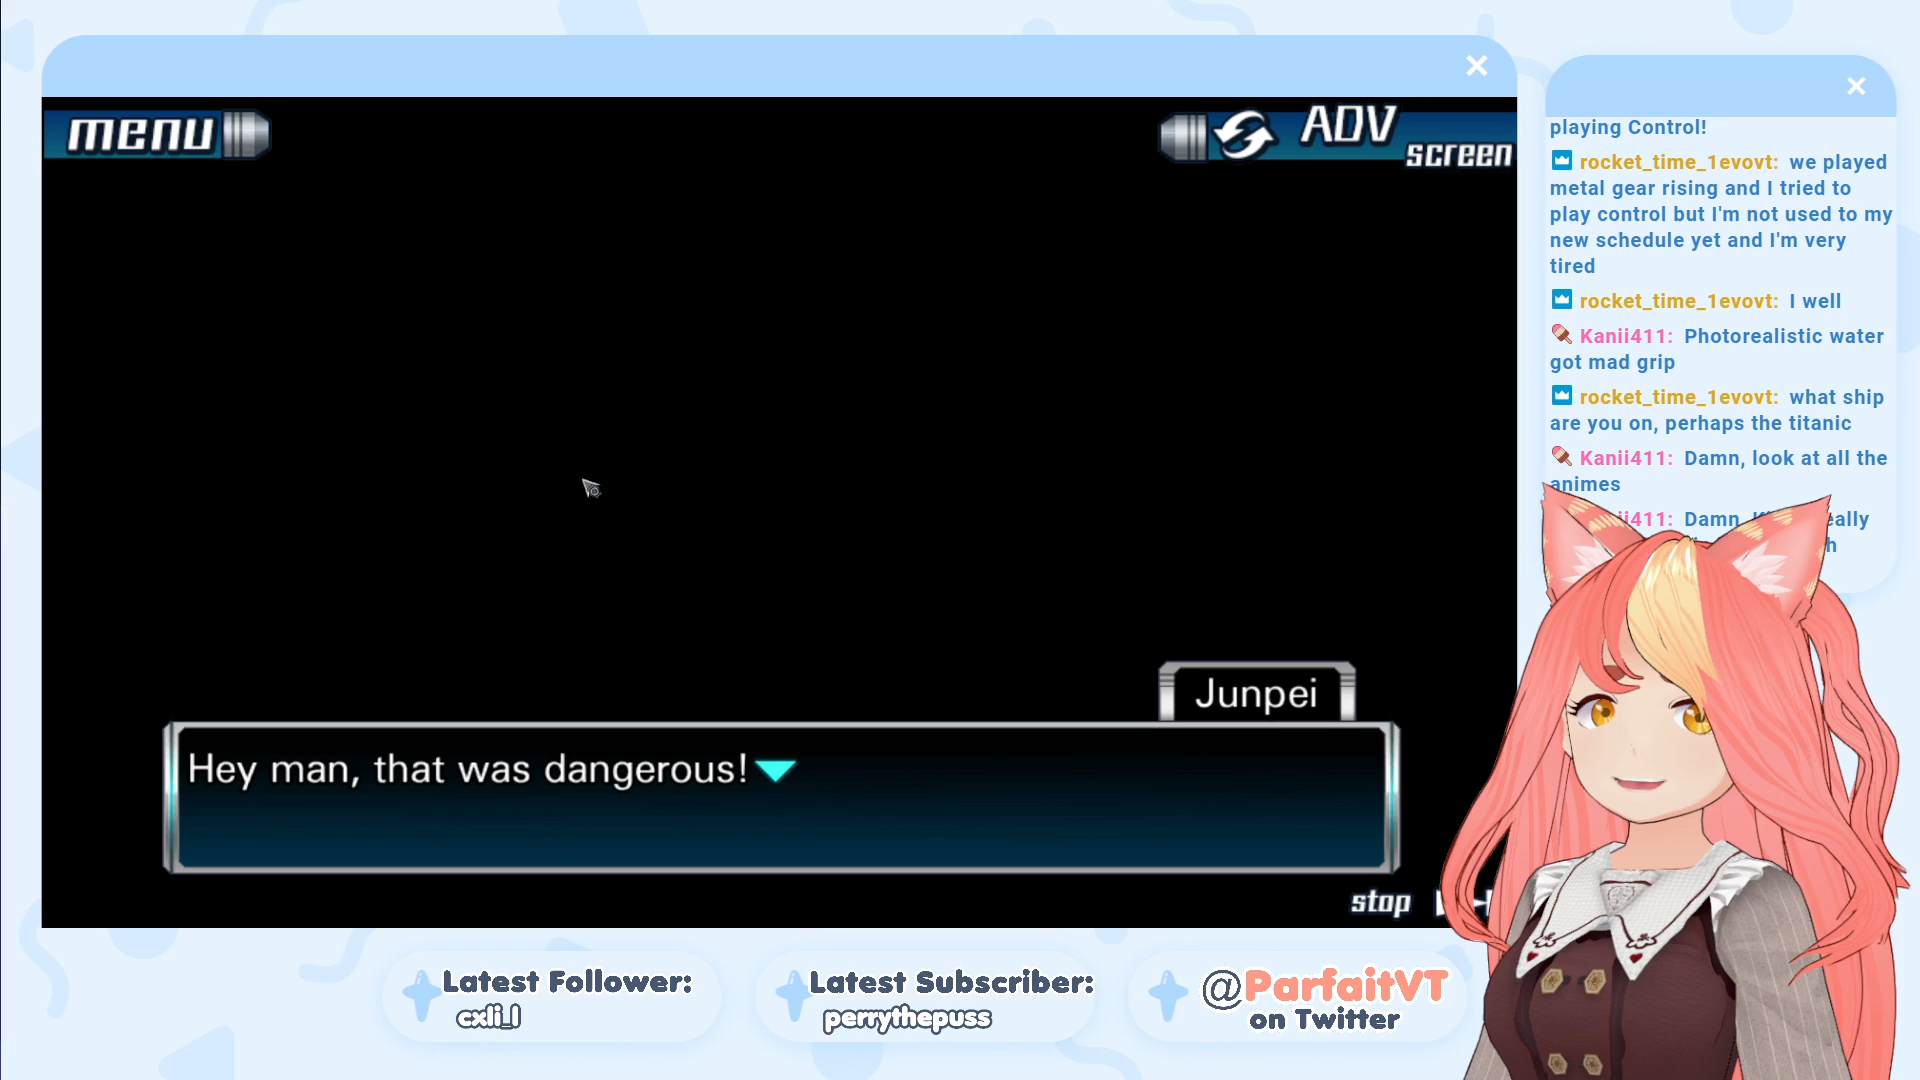 menu
ADV
screen
Junpei
Hey man, that was dangerous!
stop
playing Control!
rocket_time_1evovt: we played
metal gear rising and I tried to
play control but I'm not used to my
new schedule yet and I'm very
tired
rocket_time_1evovt: I well
Kanii411: Photorealistic water
got mad grip
rocket_time_1evovt: what ship
are you on, perhaps the titanic
Kanii411: Damn, look at all the
animes
Damn,
Latest Follower:
cxli_l
Latest Subscriber:
perrythepuss
@ParfaitVT
on Twitter